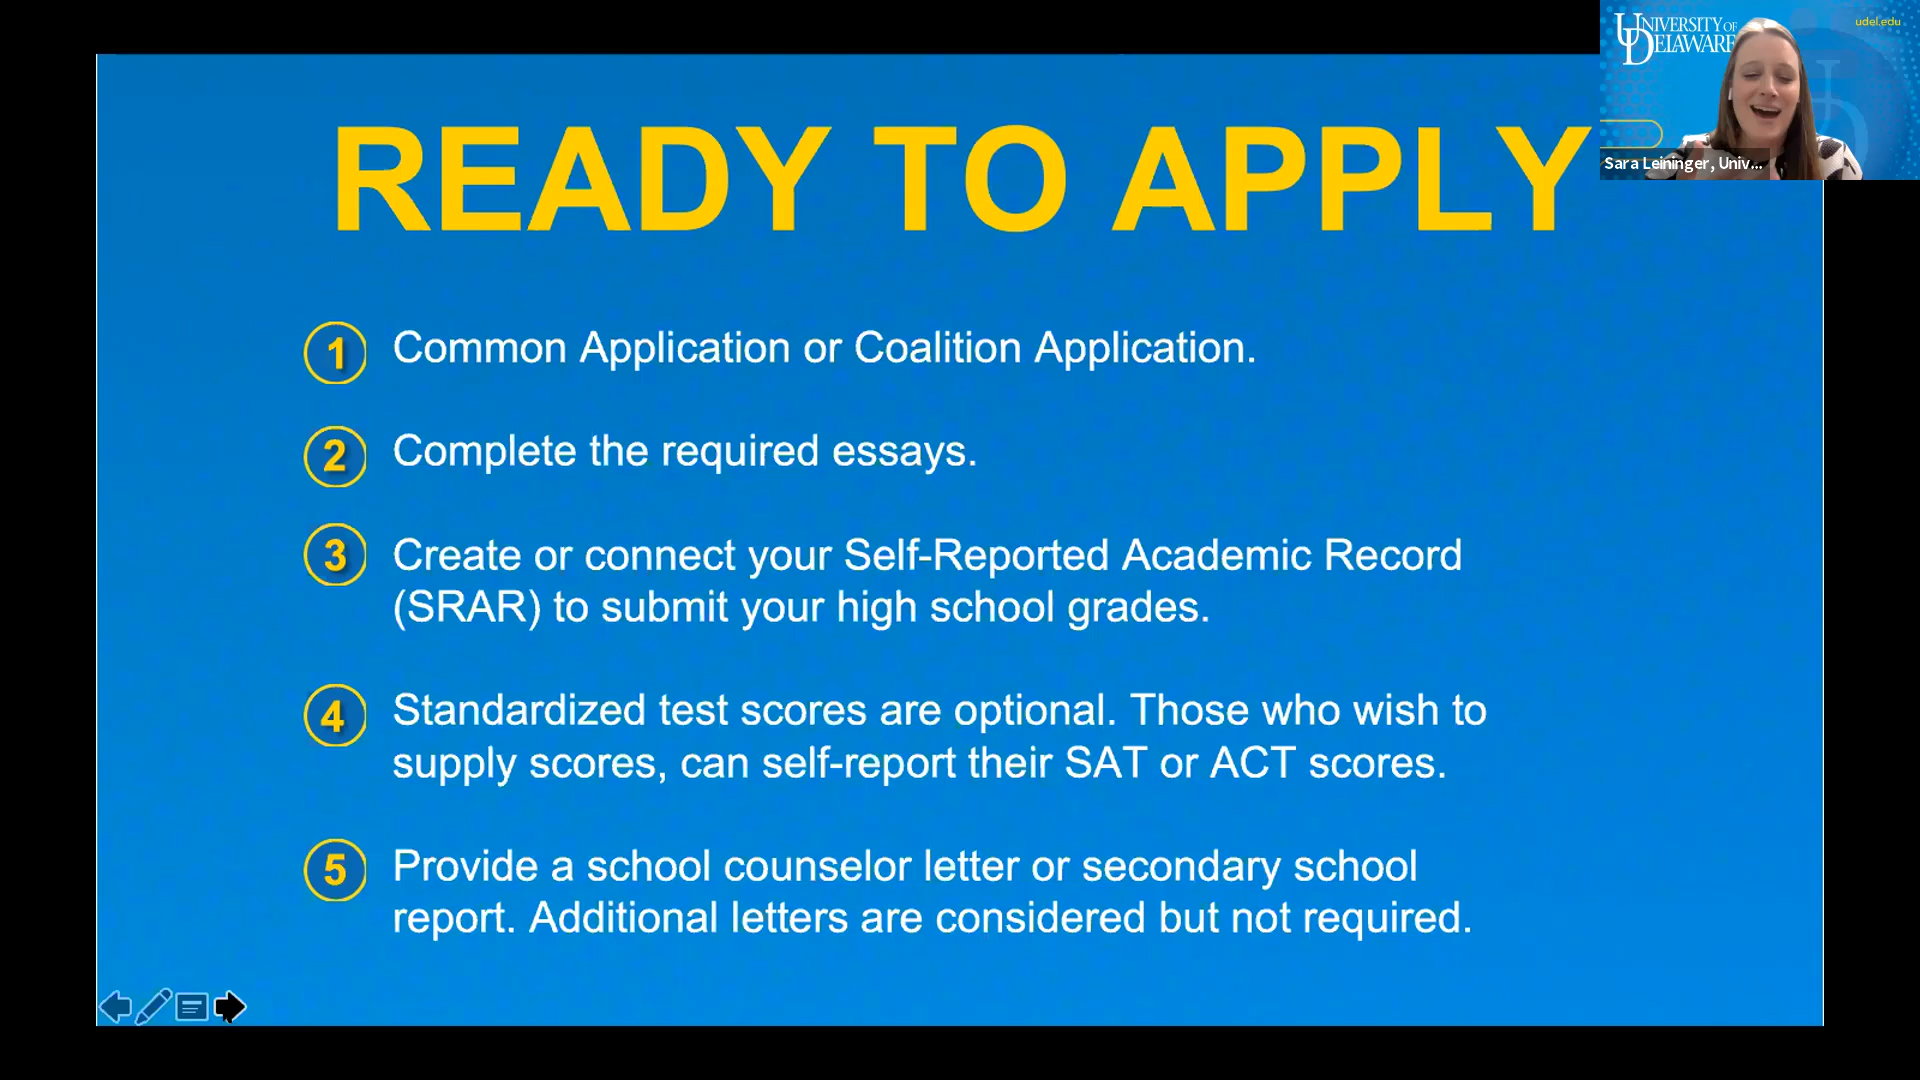 UNIVERSITY OF
DELAWARE
udel.edu
Sara Leininger, Univ...
READY TO APPLY
1 Common Application or Coalition Application.
2 Complete the required essays.
3 Create or connect your Self-Reported Academic Record
(SRAR) to submit your high school grades.
4 Standardized test scores are optional. Those who wish to
supply scores, can self-report their SAT or ACT scores.
5 Provide a school counselor letter or secondary school
report. Additional letters are considered but not required.